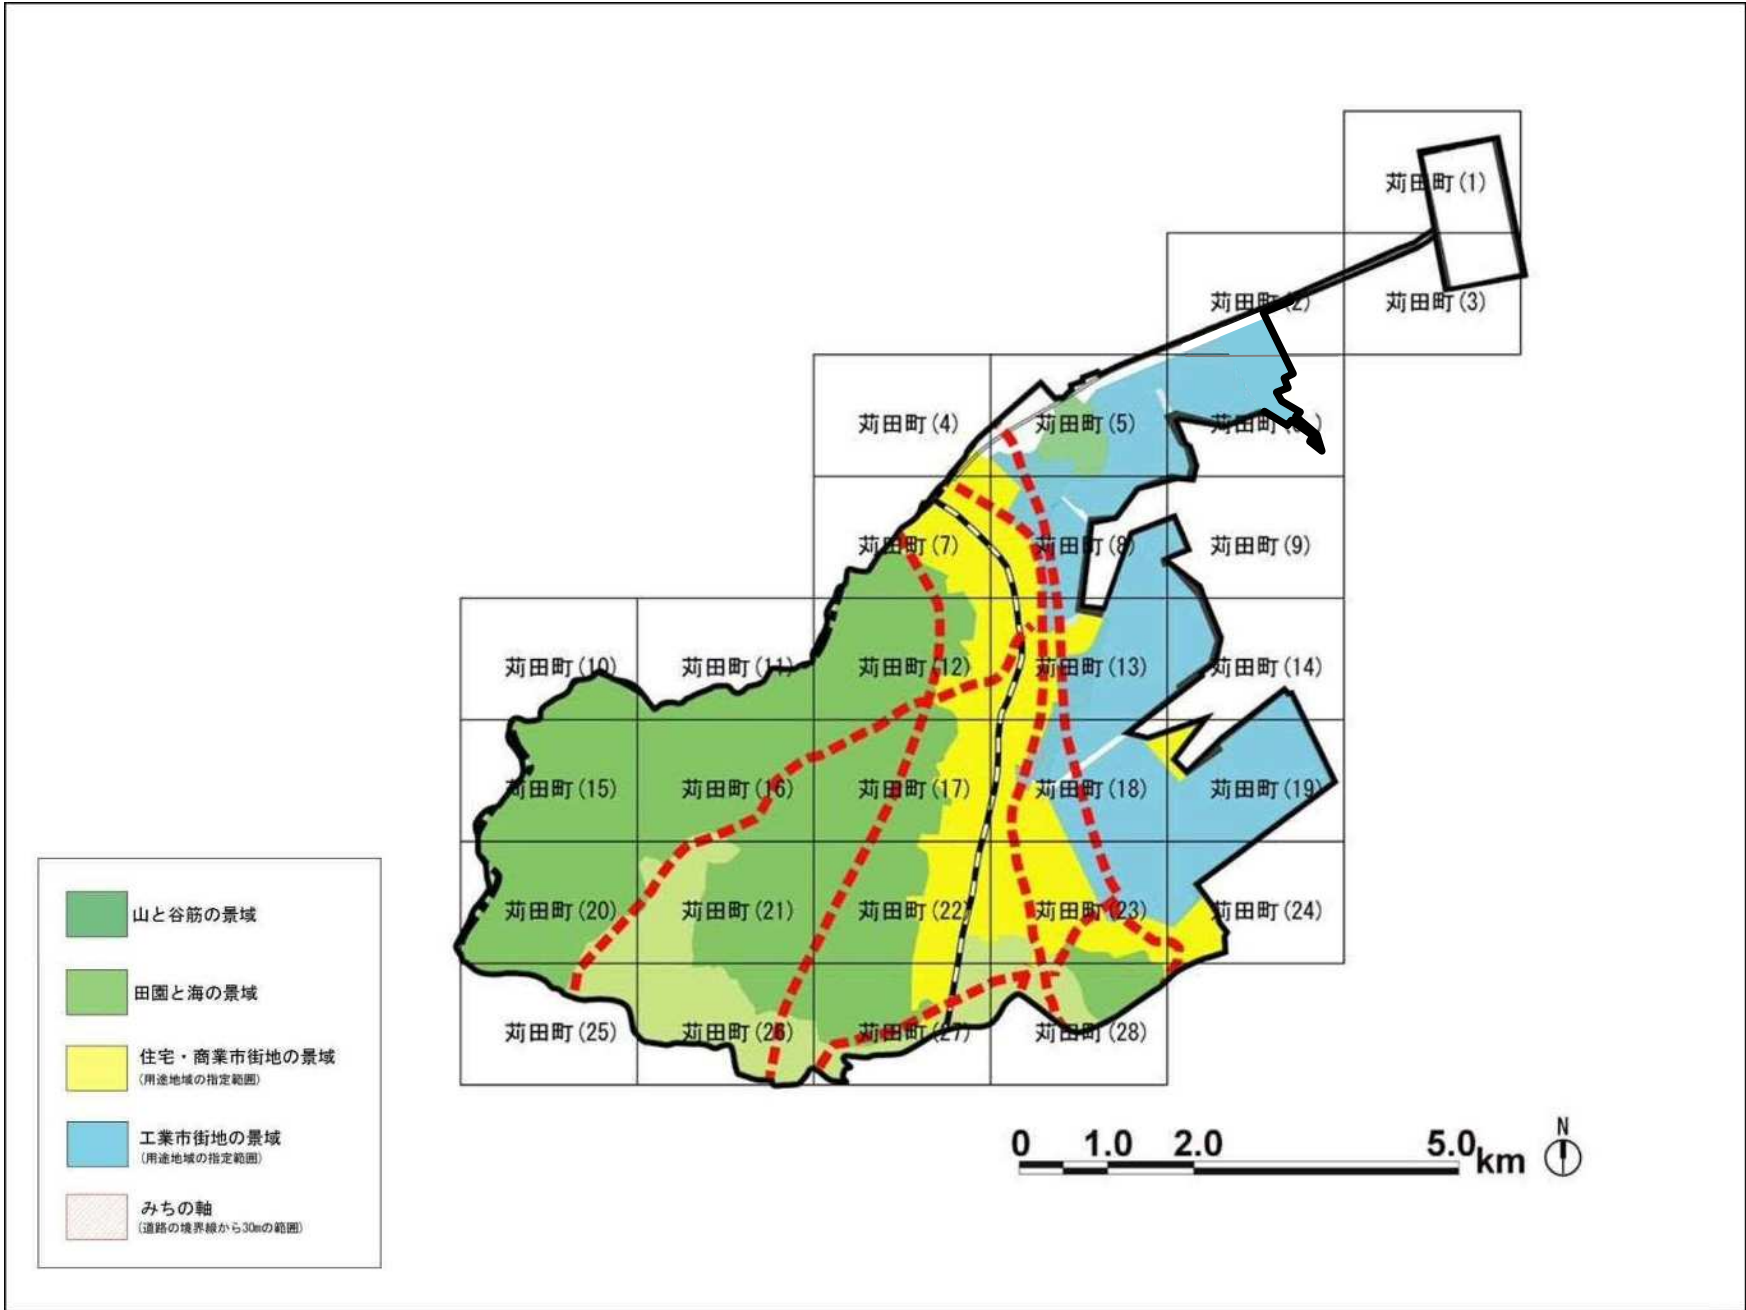 苅田町(1)
苅田町(2)
苅田町(3)
苅田町(4)
苅田町(5)
苅田町(7)
苅田町(8)
苅田町(9)
苅田町(10)
苅田町(11)
苅田町(12)
苅田町(13)
苅田町(14)
苅田町(15)
苅田町(16)
苅田町(17)
苅田町(18)
苅田町(19)
苅田町(20)
苅田町(21)
苅田町(22)
苅田町(23)
苅田町(24)
苅田町(25)
苅田町(26)
苅田町(27)
苅田町(28)
山と谷筋の景域
田園と海の景域
住宅・商業市街地の景域
(用途地域の指定範囲)
工業市街地の景域
(用途地域の指定範囲)
みちの軸
(道路の境界線から30mの範囲)
0 1.0 2.0 5.0km
N